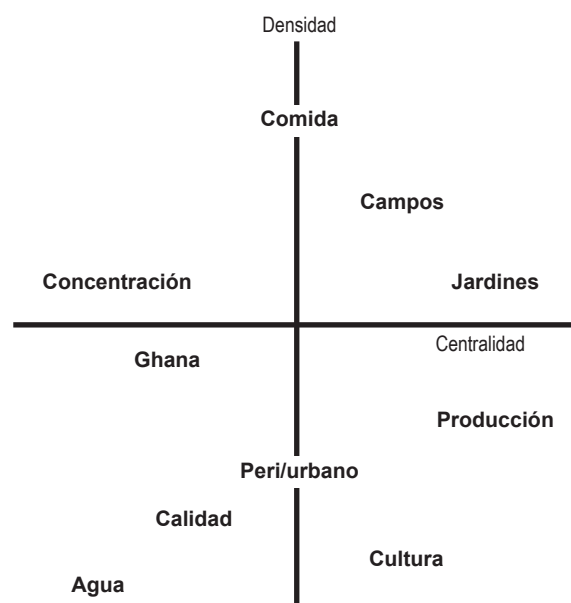 Densidad
Comida
Campos
Concentración
Jardines
Centralidad
Ghana
Producción
Peri/urbano
Calidad
Cultura
Agua